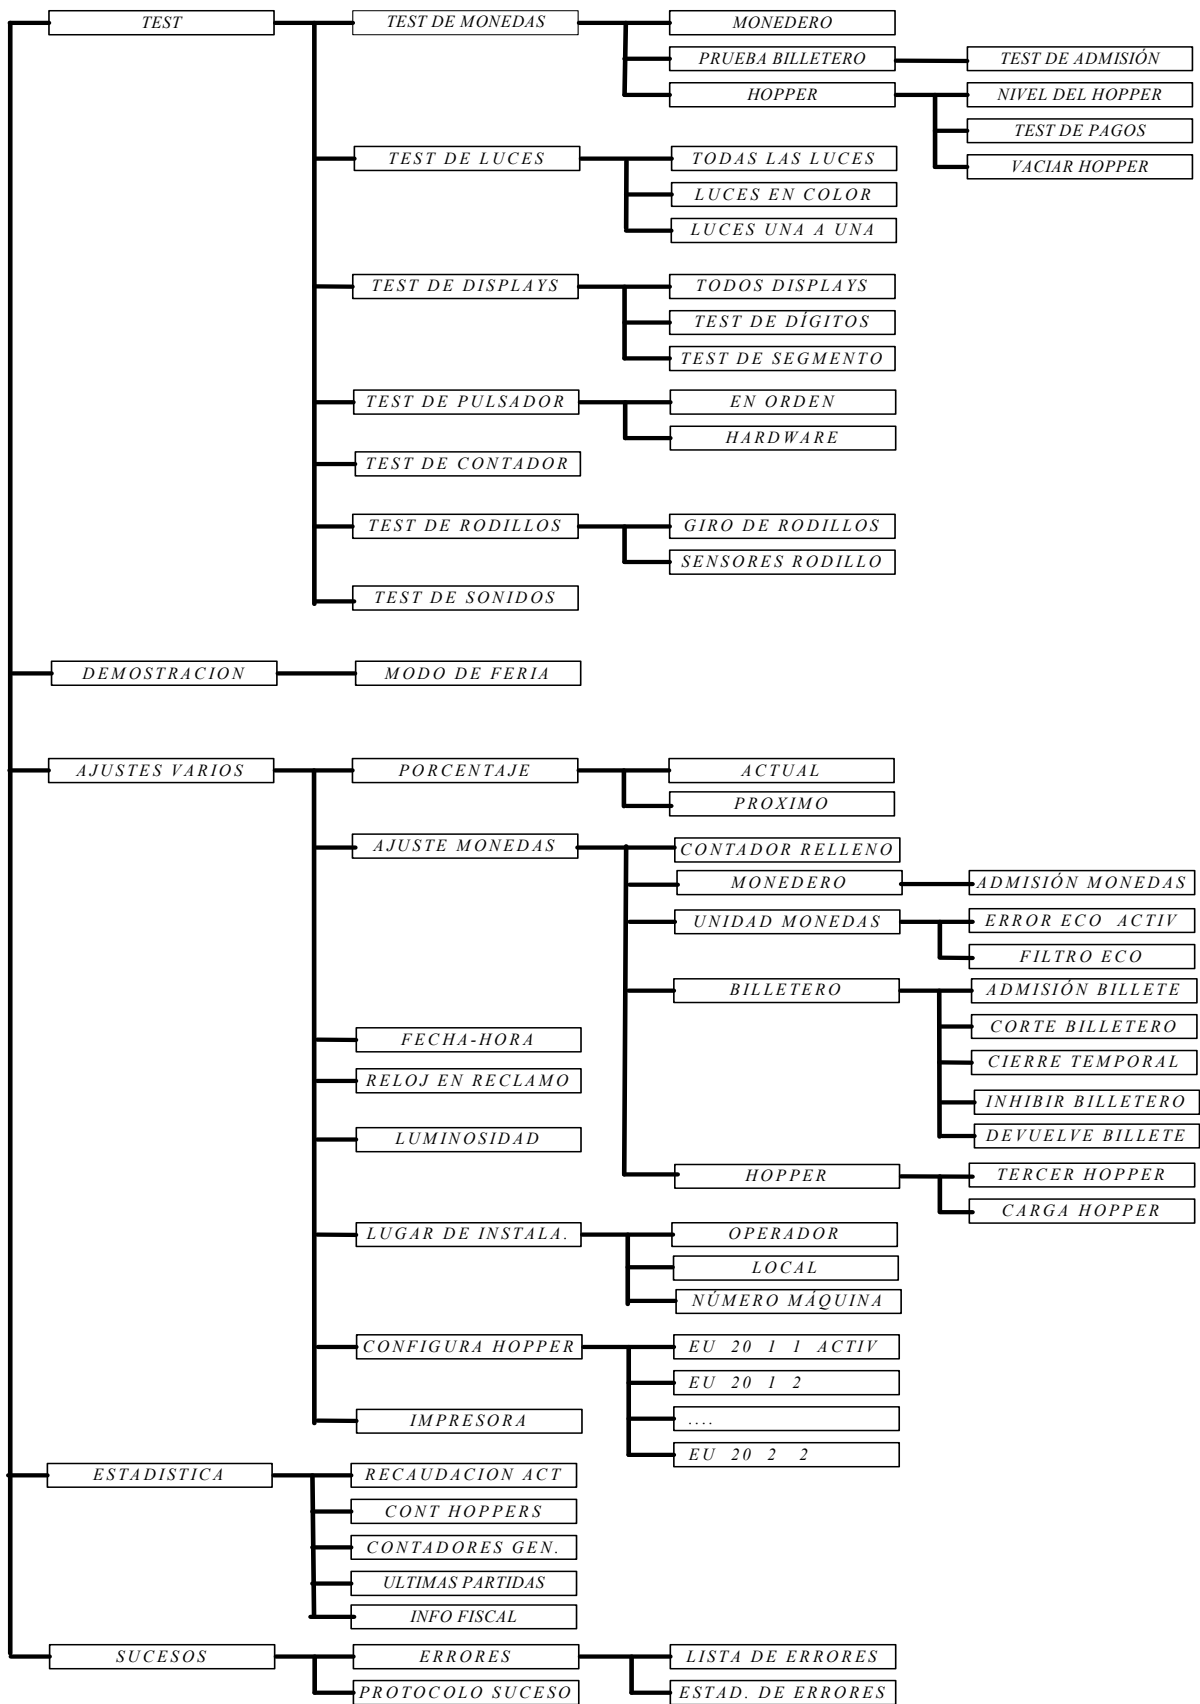 TEST
TEST DE MONEDAS
MONEDERO
PRUEBA BILLETERO
TEST DE ADMISIÓN
HOPPER
NIVEL DEL HOPPER
TEST DE PAGOS
VACIAR HOPPER
TEST DE LUCES
TODAS LAS LUCES
LUCES EN COLOR
LUCES UNA A UNA
TEST DE DISPLAYS
TODOS DISPLAYS
TEST DE DÍGITOS
TEST DE SEGMENTO
TEST DE PULSADOR
EN ORDEN
HARDWARE
TEST DE CONTADOR
TEST DE RODILLOS
GIRO DE RODILLOS
SENSORES RODILLO
TEST DE SONIDOS
DEMOSTRACION
MODO DE FERIA
AJUSTES VARIOS
PORCENTAJE
ACTUAL
PROXIMO
AJUSTE MONEDAS
CONTADOR RELLENO
MONEDERO
ADMISIÓN MONEDAS
UNIDAD MONEDAS
ERROR ECO ACTIV
FILTRO ECO
BILLETERO
ADMISIÓN BILLETE
CORTE BILLETERO
CIERRE TEMPORAL
INHIBIR BILLETERO
DEVUELVE BILLETE
HOPPER
TERCER HOPPER
CARGA HOPPER
FECHA-HORA
RELOJ EN RECLAMO
LUMINOSIDAD
LUGAR DE INSTALA.
OPERADOR
LOCAL
NÚMERO MÁQUINA
CONFIGURA HOPPER
EU 20 1 1 ACTIV
EU 20 1 2
....
EU 20 2 2
IMPRESORA
ESTADISTICA
RECAUDACION ACT
CONT HOPPERS
CONTADORES GEN.
ULTIMAS PARTIDAS
INFO FISCAL
SUCESOS
ERRORES
LISTA DE ERRORES
ESTAD. DE ERRORES
PROTOCOLO SUCESO